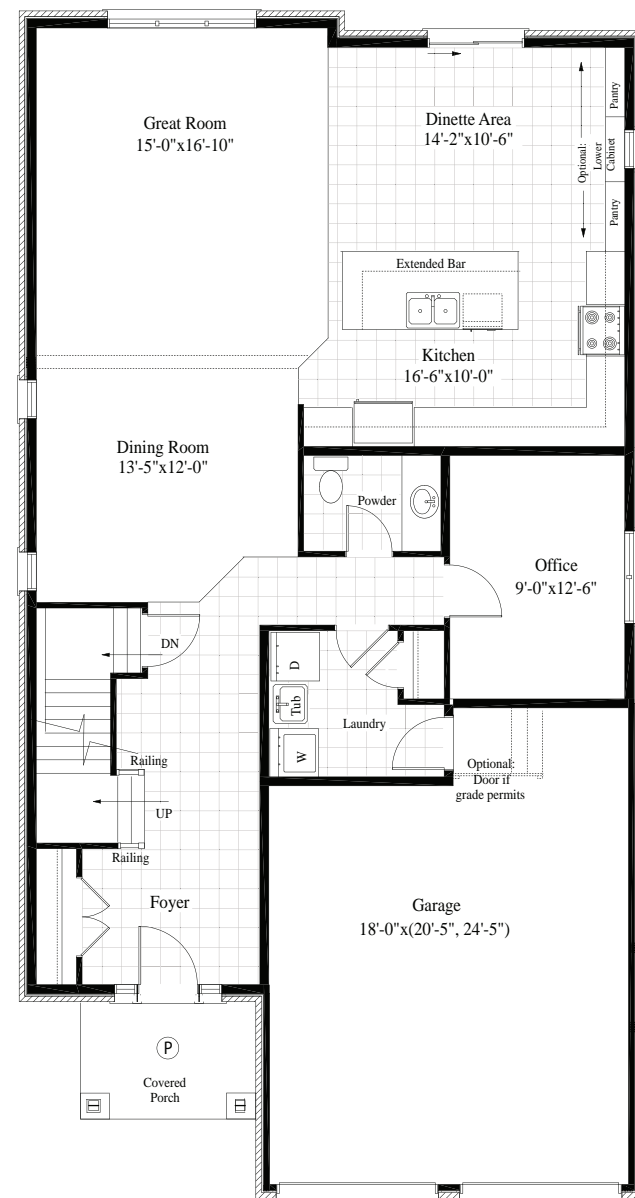 Great Room
15'-0"x16'-10"
Dinette Area
14'-2"x10'-6"
Pantry
Optional:
Lower
Cabinet
Pantry
Extended Bar
Kitchen
16'-6"x10'-0"
Dining Room
13'-5"x12'-0"
Powder
Office
9'-0"x12'-6"
DN
D
Tub
W
Laundry
Railing
UP
Railing
Optional:
Door if
grade permits
Foyer
Garage
18'-0"x(20'-5", 24'-5")
P
Covered
Porch